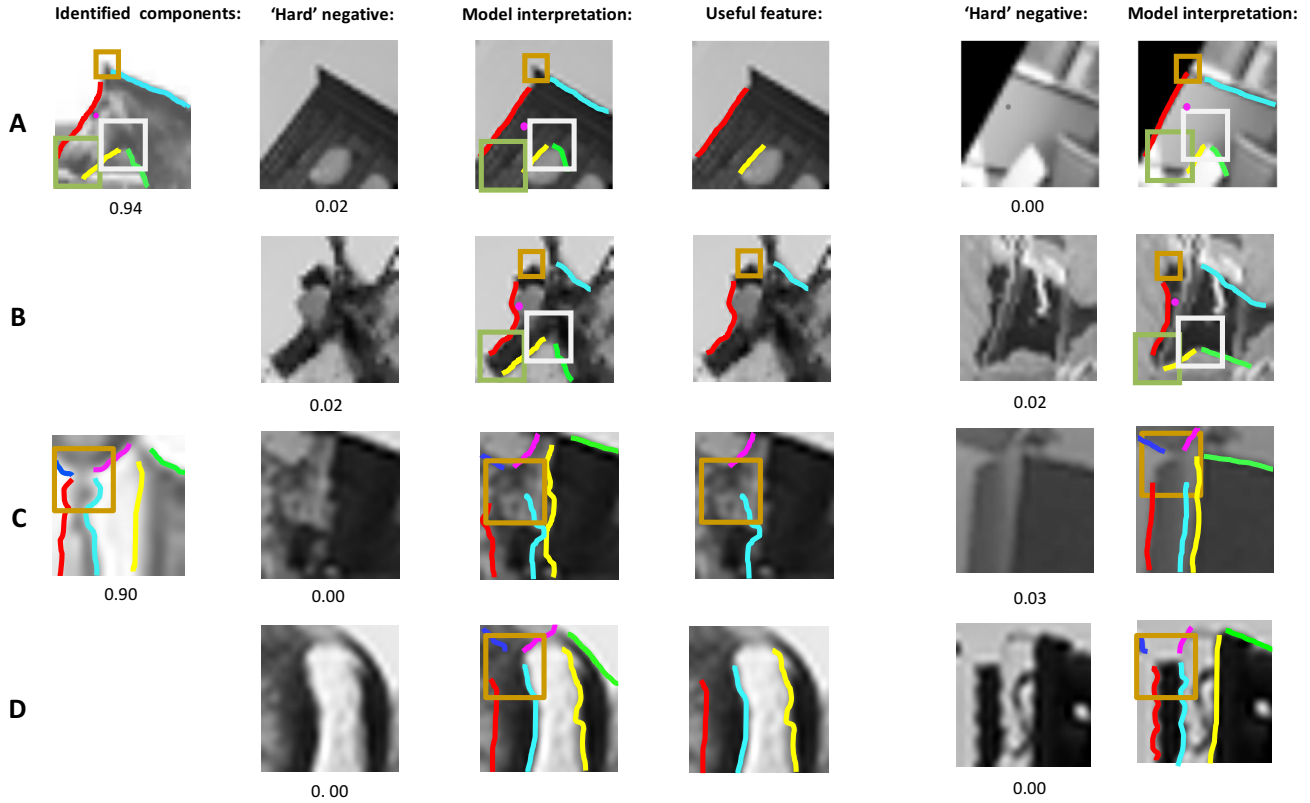 Identified components: 'Hard' negative: Model interpretation: Useful feature: 'Hard' negative: Model interpretation:
A
0.94 0.02 0.00
B
0.02 0.02
C
0.90 0.00 0.03
D
0. 00 0.00